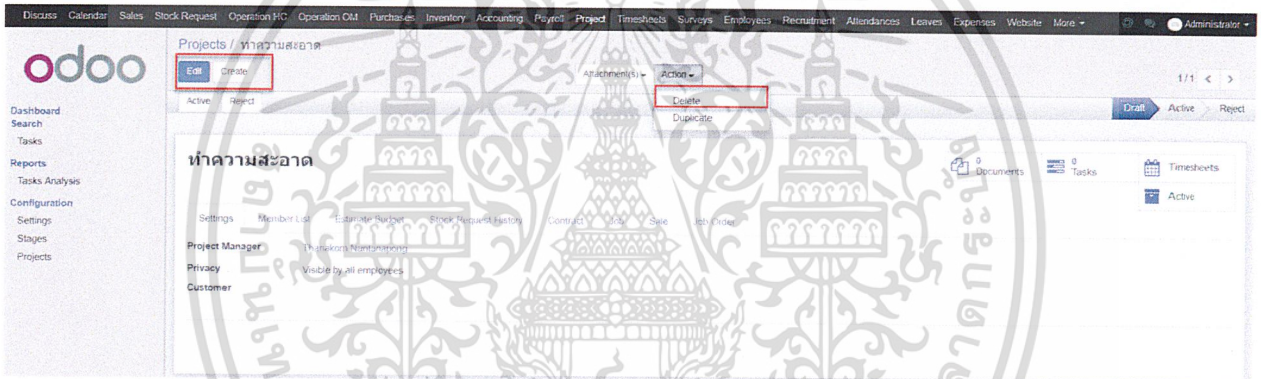 Discuss Calendar Sales Stock Request Operation HC Operation OM Purchases Inventory Accounting Payroll Project Timesheets Surveys Employees Recruitment Attendances Leaves Expenses Website More Administrator
odoo
Projects / ทำความสะอาด
Edit Create
Attachment(s) Action
1 / 1
Active Reject
Delete
Duplicate
Draft Active Reject
Dashboard
Search
Tasks
Reports
Tasks Analysis
Configuration
Settings
Stages
Projects
ทำความสะอาด
0 Documents
0 Tasks
Timesheets
Active
Settings Member List Estimate Budget Stock Request History Contract Job Sale Job Order
Project Manager
Privacy Visible by all employees
Customer